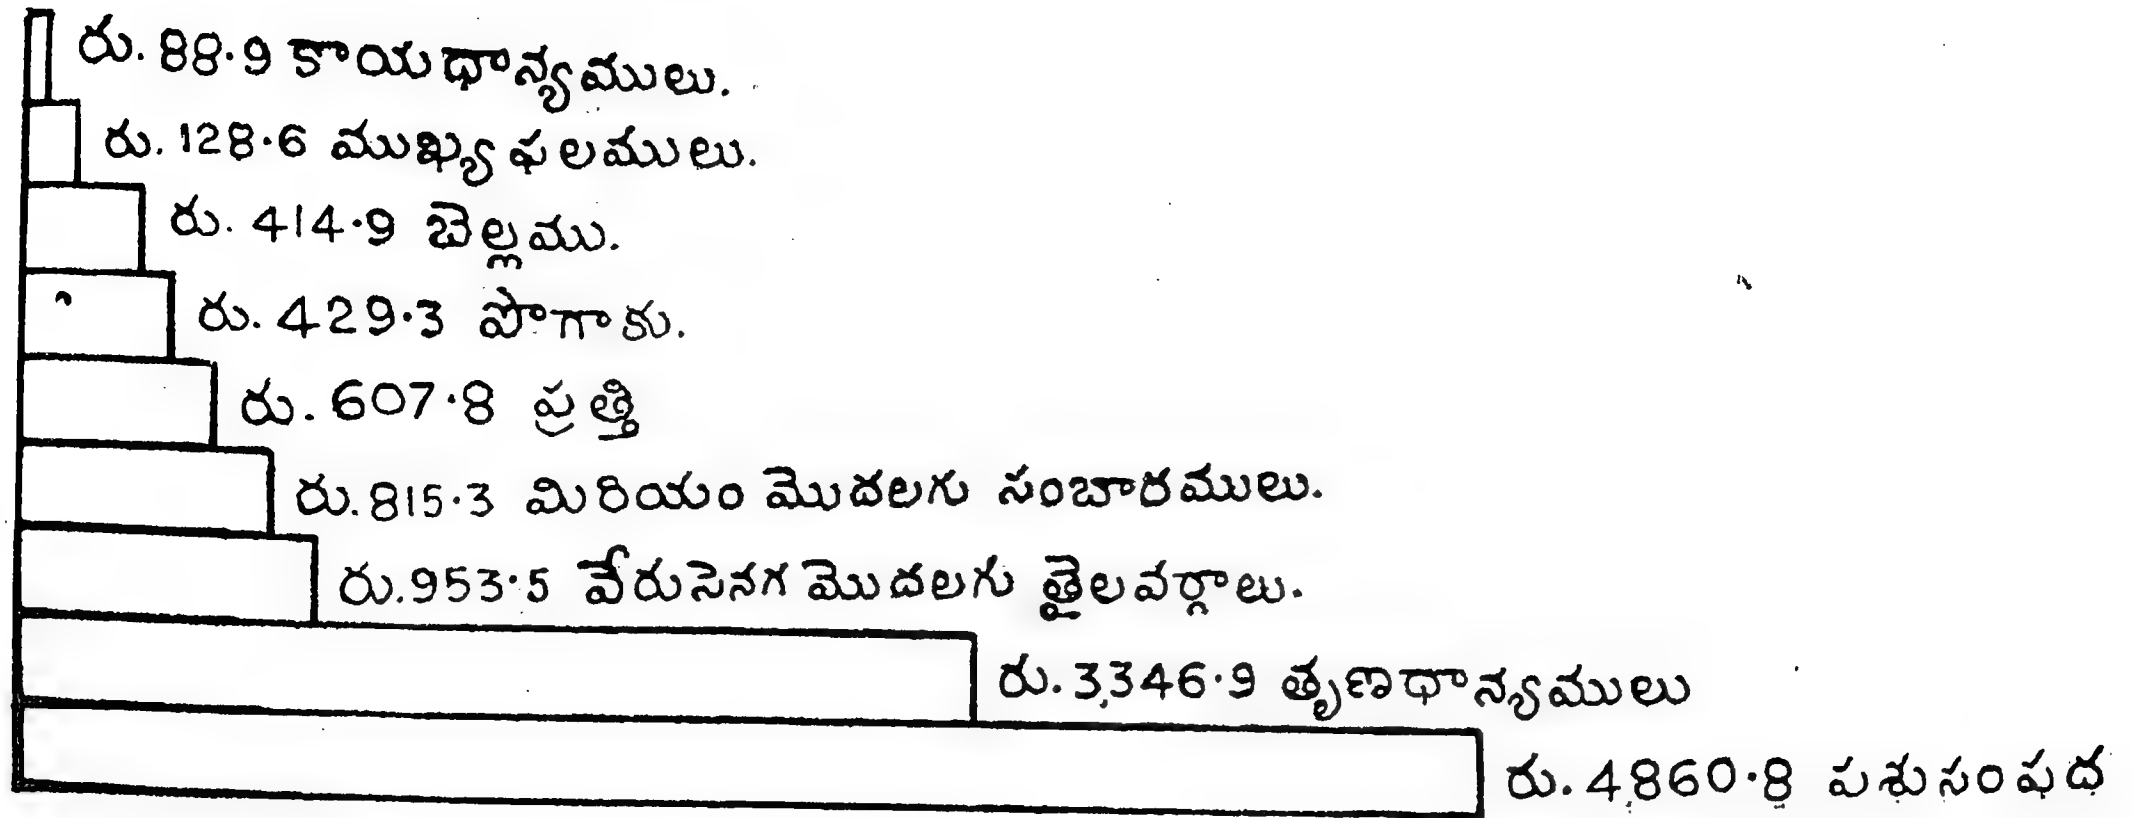 రు. 88·9 కాయధాన్యములు.
రు. 128·6 ముఖ్యఫలములు.
రు. 414·9 బెల్లము.
రు. 429·3 పొగాకు.
రు. 607·8 ప్రత్తి
రు. 815·3 మిరియం మొదలగు సంబారములు.
రు. 953·5 వేరుసెనగ మొదలగు తైలవర్గాలు.
రు. 3,346·9 తృణధాన్యములు
రు. 4,860·8 పశుసంపద